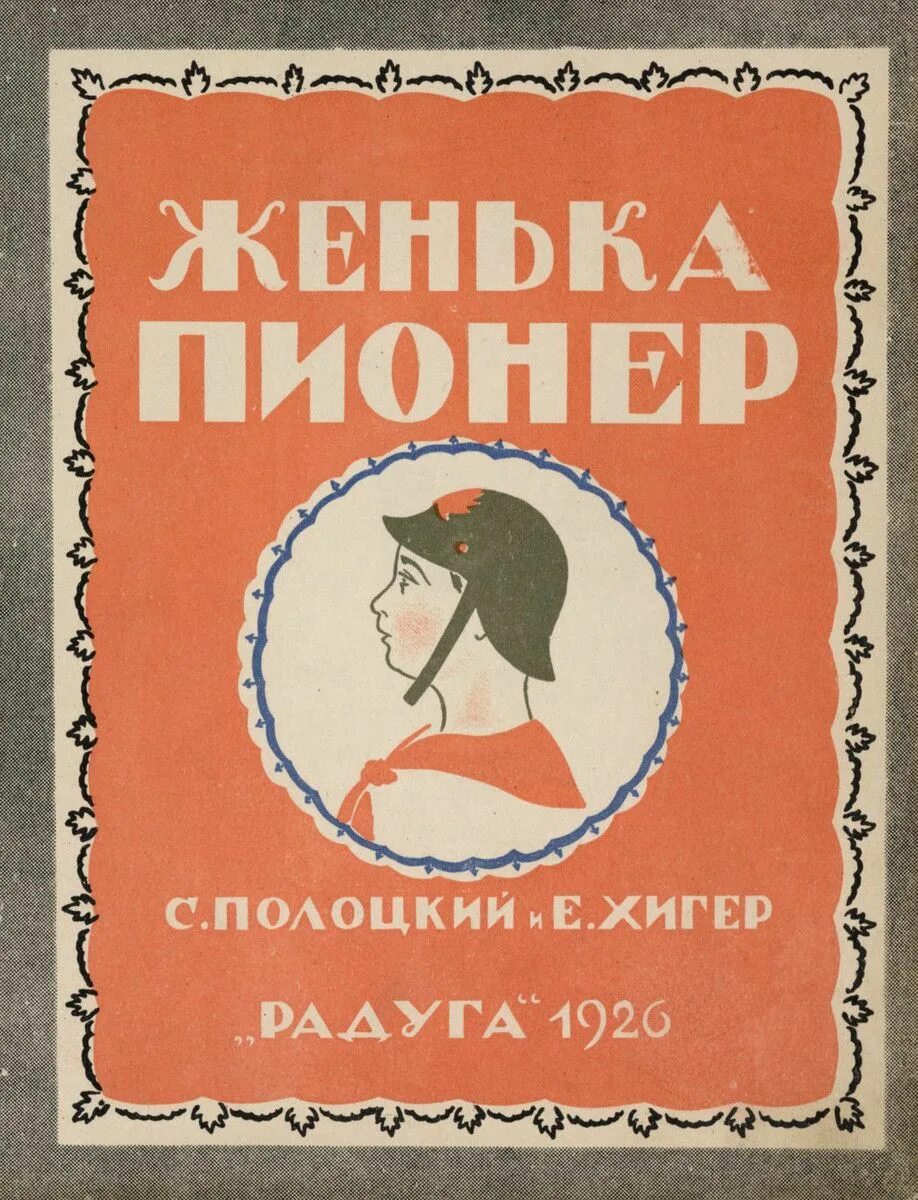 ЖЕНЬКА
ПИОНЕР
С. ПОЛОЦКИЙ и Е. ХИГЕР
„РАДУГА“ 1926